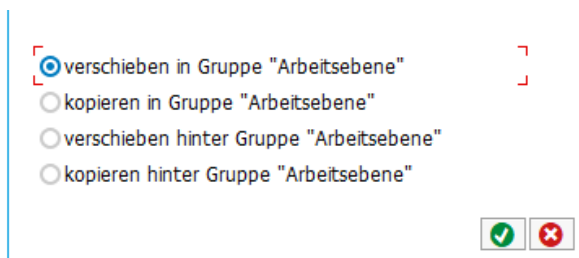 verschieben in Gruppe "Arbeitsebene"
kopieren in Gruppe "Arbeitsebene"
verschieben hinter Gruppe "Arbeitsebene"
kopieren hinter Gruppe "Arbeitsebene"